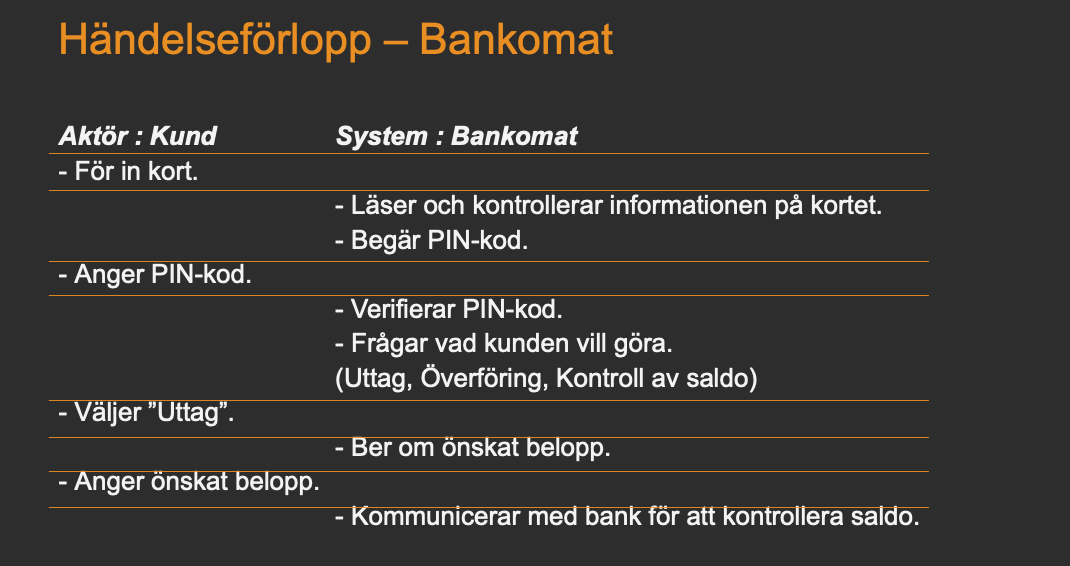 Händelseförlopp – Bankomat
Aktör : Kund System : Bankomat
- För in kort.
- Läser och kontrollerar informationen på kortet.
- Begär PIN-kod.
- Anger PIN-kod.
- Verifierar PIN-kod.
- Frågar vad kunden vill göra.
(Uttag, Överföring, Kontroll av saldo)
- Väljer ”Uttag”.
- Ber om önskat belopp.
- Anger önskat belopp.
- Kommunicerar med bank för att kontrollera saldo.